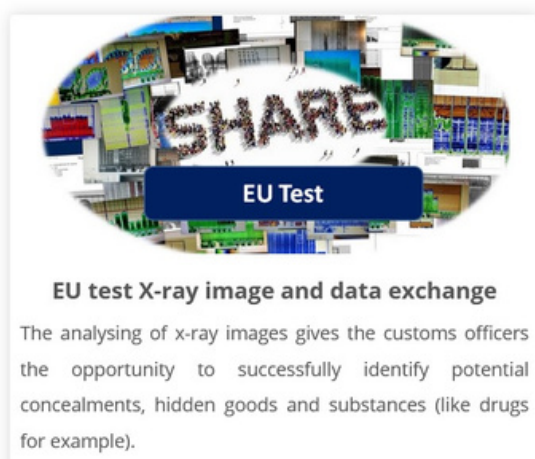 SHARE
EU Test
EU test X-ray image and data exchange
The analysing of x-ray images gives the customs officers
the opportunity to successfully identify potential
concealments, hidden goods and substances (like drugs
for example).